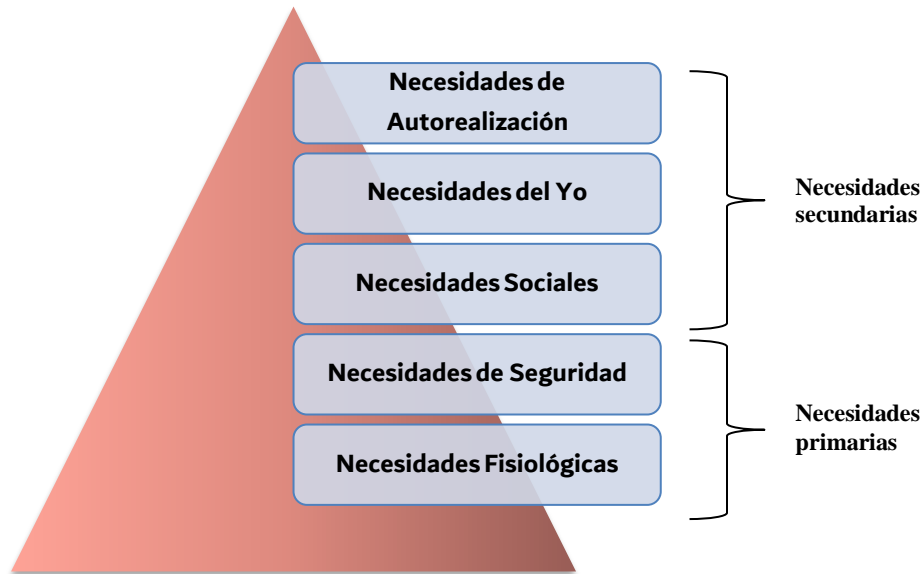 Necesidades de
Autorealización
Necesidades del Yo
Necesidades
secundarias
Necesidades Sociales
Necesidades de Seguridad
Necesidades
primarias
Necesidades Fisiológicas